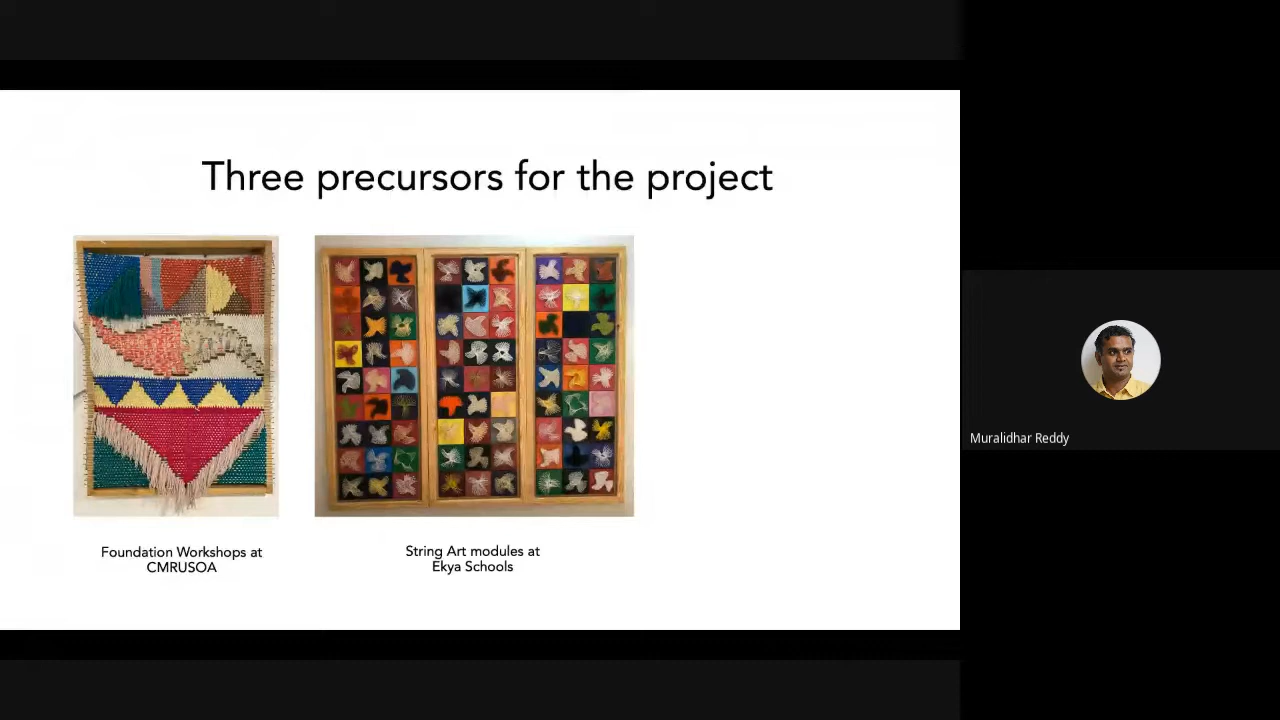 Three precursors for the project
Foundation Workshops at
CMRUSOA
String Art modules at
Ekya Schools
Muralidhar Reddy